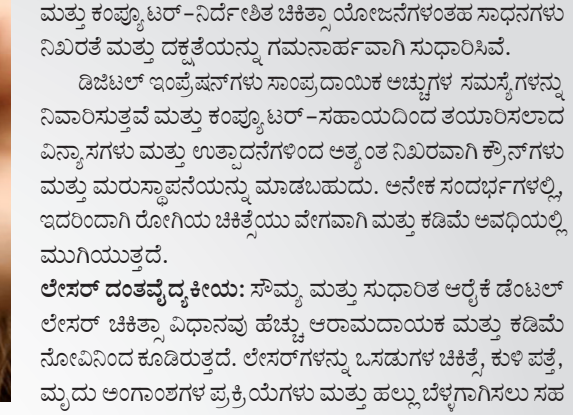 ಮತ್ತು ಕಂಪ್ಯೂಟರ್-ನಿರ್ದೇಶಿತ ಚಿಕಿತ್ಸಾ ಯೋಜನೆಗಳಂತಹ ಸಾಧನಗಳು
ನಿಖರತೆ ಮತ್ತು ದಕ್ಷತೆಯನ್ನು ಗಮನಾರ್ಹವಾಗಿ ಸುಧಾರಿಸಿವೆ.
ಡಿಜಿಟಲ್ ಇಂಪ್ರೆಷನ್‌ಗಳು ಸಾಂಪ್ರದಾಯಿಕ ಅಚ್ಚುಗಳ ಸಮಸ್ಯೆಗಳನ್ನು
ನಿವಾರಿಸುತ್ತವೆ ಮತ್ತು ಕಂಪ್ಯೂಟರ್-ಸಹಾಯದಿಂದ ತಯಾರಿಸಲಾದ
ವಿನ್ಯಾಸಗಳು ಮತ್ತು ಉತ್ಪಾದನೆಗಳಿಂದ ಅತ್ಯಂತ ನಿಖರವಾಗಿ ಕ್ರೌನ್‌ಗಳು
ಮತ್ತು ಮರುಸ್ಥಾಪನೆಯನ್ನು ಮಾಡಬಹುದು. ಅನೇಕ ಸಂದರ್ಭಗಳಲ್ಲಿ,
ಇದರಿಂದಾಗಿ ರೋಗಿಯ ಚಿಕಿತ್ಸೆಯು ವೇಗವಾಗಿ ಮತ್ತು ಕಡಿಮೆ ಅವಧಿಯಲ್ಲಿ
ಮುಗಿಯುತ್ತದೆ.
ಲೇಸರ್ ದಂತವೈದ್ಯಕೀಯ: ಸೌಮ್ಯ ಮತ್ತು ಸುಧಾರಿತ ಆರೈಕೆ ಡೆಂಟಲ್
ಲೇಸರ್ ಚಿಕಿತ್ಸಾ ವಿಧಾನವು ಹೆಚ್ಚು ಆರಾಮದಾಯಕ ಮತ್ತು ಕಡಿಮೆ
ನೋವಿನಿಂದ ಕೂಡಿರುತ್ತದೆ. ಲೇಸರ್‌ಗಳನ್ನು ಒಸಡುಗಳ ಚಿಕಿತ್ಸೆ, ಕುಳಿ ಪತ್ತೆ,
ಮೃದು ಅಂಗಾಂಶಗಳ ಪ್ರಕ್ರಿಯೆಗಳು ಮತ್ತು ಹಲ್ಲು ಬೆಳ್ಳಗಾಗಿಸಲು ಸಹ